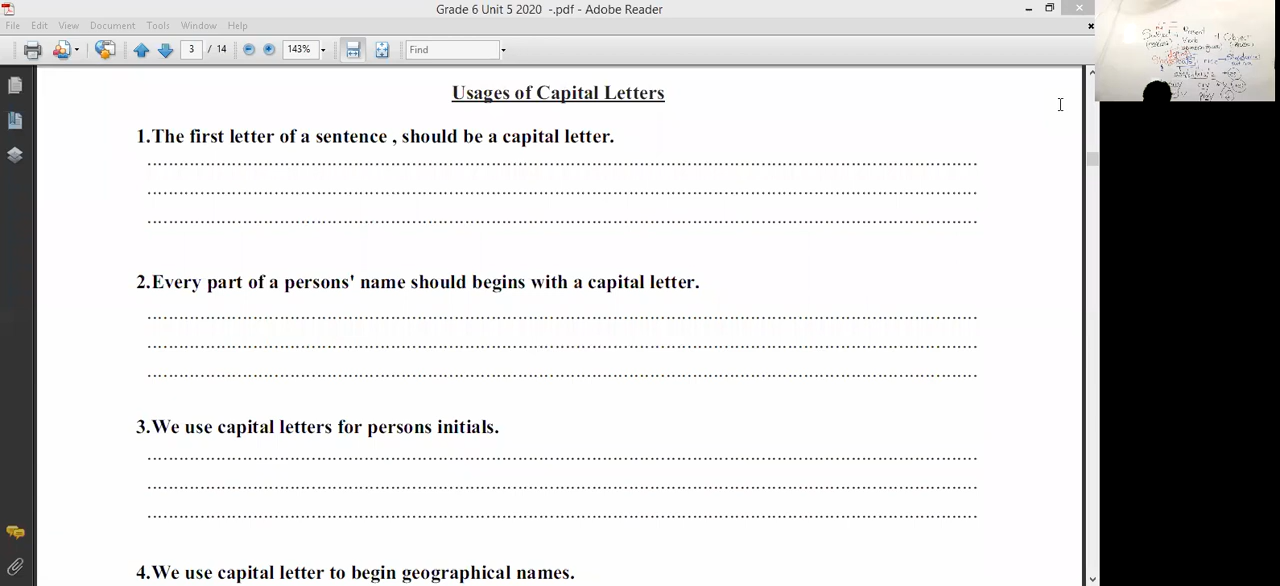 Grade 6 Unit 5 2020 -.pdf - Adobe Reader
File Edit View Document Tools Window Help
3 / 14 143% Find
Usages of Capital Letters
1.The first letter of a sentence , should be a capital letter.
................................................................................
................................................................................
................................................................................
2.Every part of a persons' name should begins with a capital letter.
................................................................................
................................................................................
................................................................................
3.We use capital letters for persons initials.
................................................................................
................................................................................
................................................................................
4.We use capital letter to begin geographical names.
Subject
Verb
Object